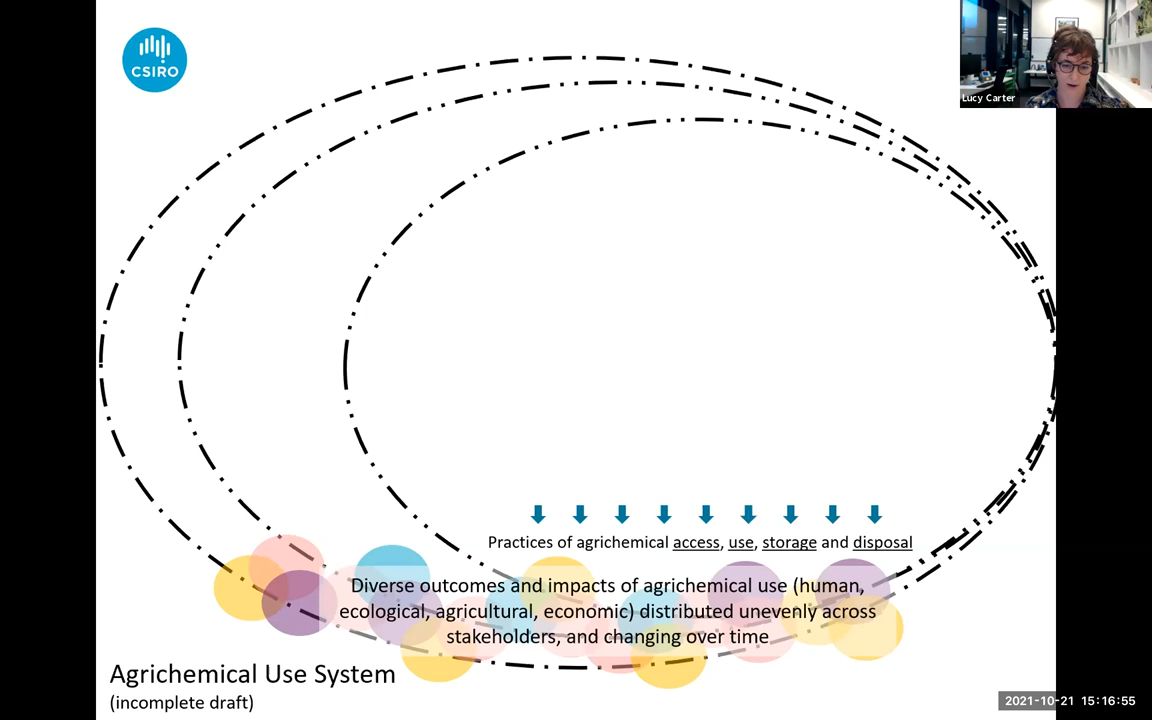 CSIRO
Lucy Carter
Practices of agrichemical access, use, storage and disposal
Diverse outcomes and impacts of agrichemical use (human,
ecological, agricultural, economic) distributed unevenly across
stakeholders, and changing over time
Agrichemical Use System
(incomplete draft)
2021-10-21 15:16:55